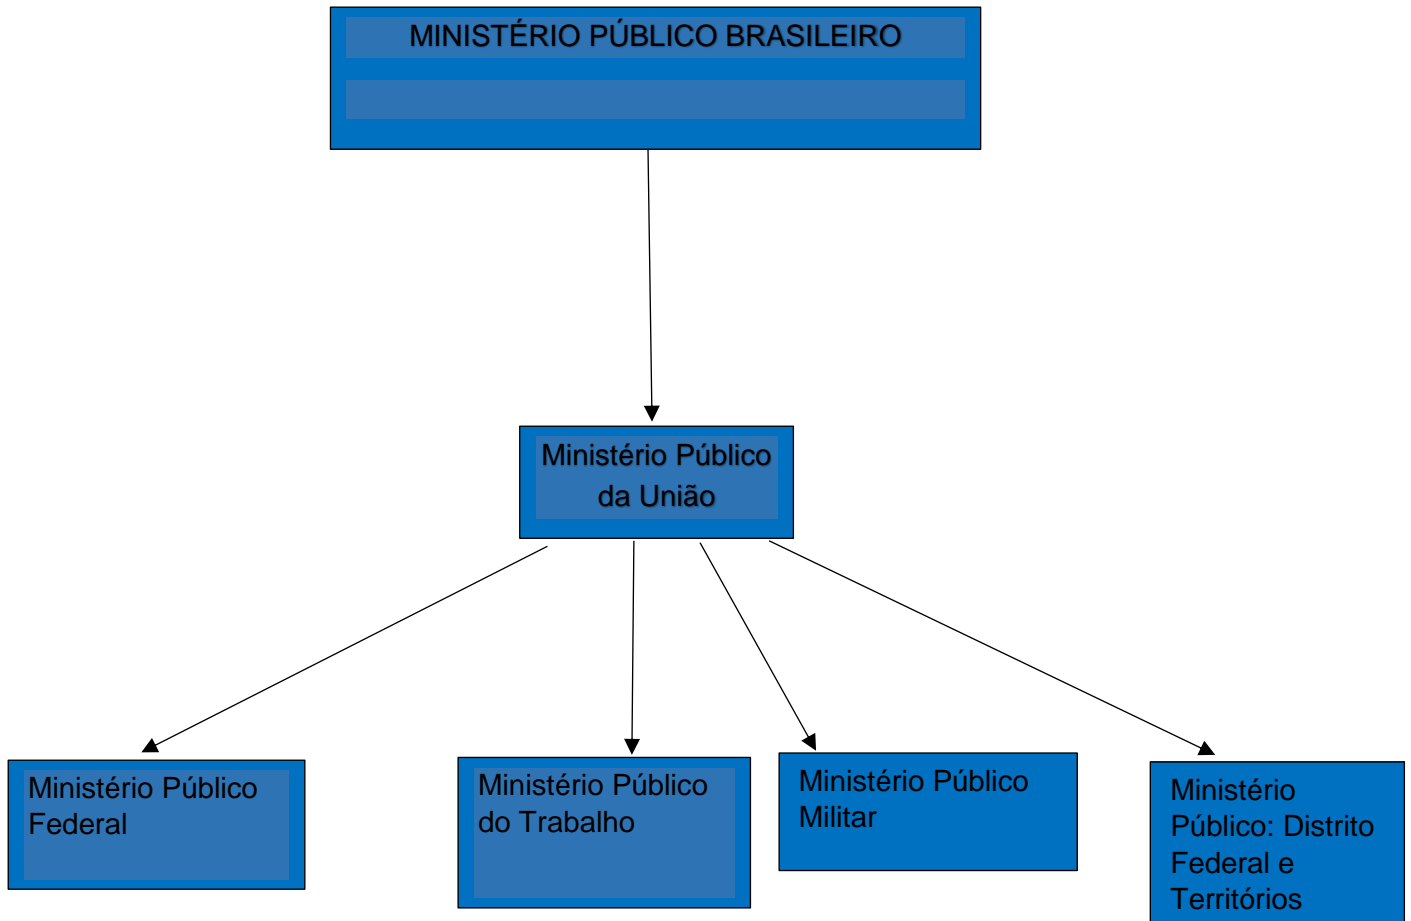 MINISTÉRIO PÚBLICO BRASILEIRO
Ministério Público
da União
Ministério Público
Federal
Ministério Público
do Trabalho
Ministério Público
Militar
Ministério
Público: Distrito
Federal e
Territórios